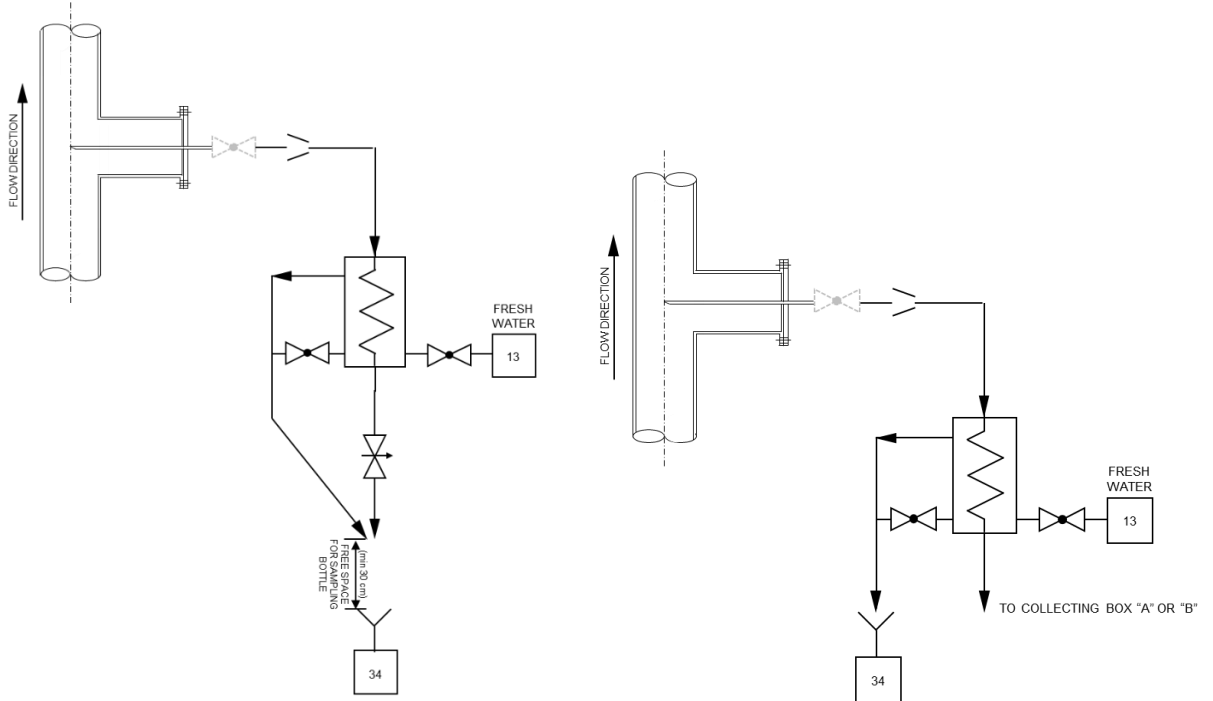 FLOW DIRECTION
FRESH
WATER
13
(min 30 cm)
FREE SPACE
FOR SAMPLING
BOTTLE
34
FLOW DIRECTION
FRESH
WATER
13
TO COLLECTING BOX “A” OR “B”
34